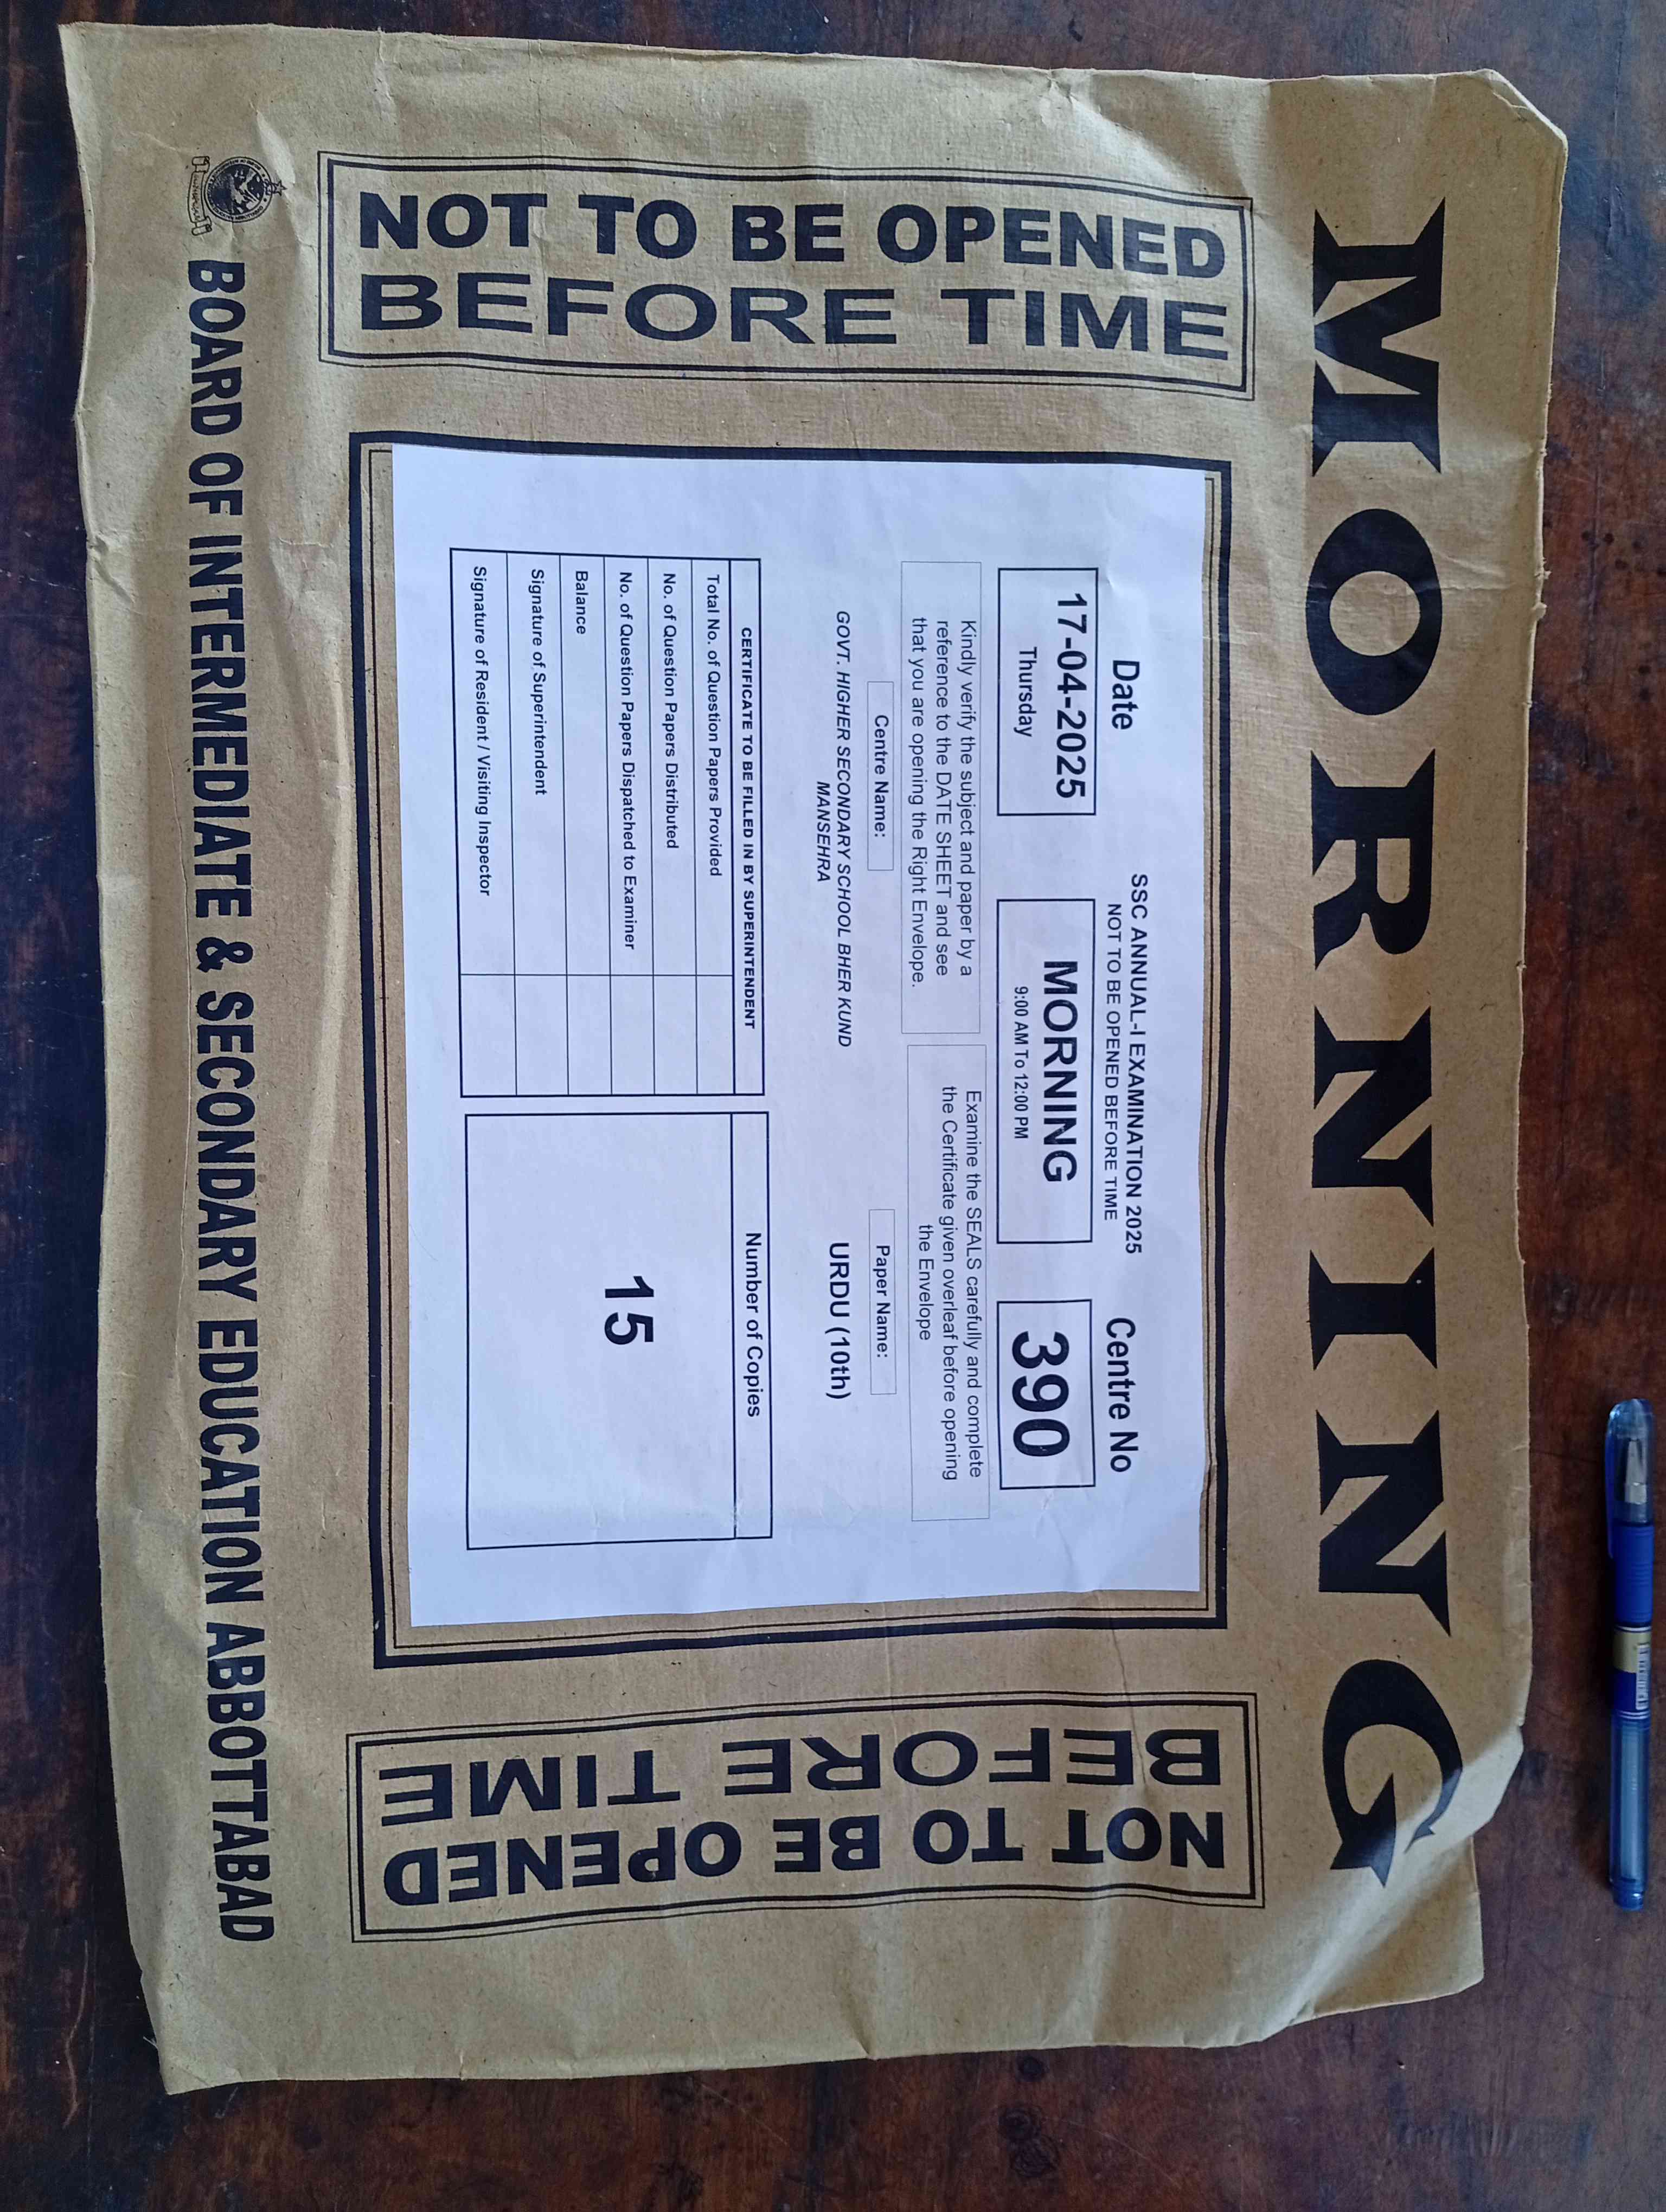 MORNING
NOT TO BE OPENED
BEFORE TIME
SSC ANNUAL-I EXAMINATION 2025
NOT TO BE OPENED BEFORE TIME
Date
17-04-2025
Thursday
MORNING
9:00 AM To 12:00 PM
Centre No
390
Kindly verify the subject and paper by a
reference to the DATE SHEET and see
that you are opening the Right Envelope.
Examine the SEALS carefully and complete
the Certificate given overleaf before opening
the Envelope
Centre Name:
GOVT. HIGHER SECONDARY SCHOOL BHER KUND
MANSEHRA
Paper Name:
URDU (10th)
CERTIFICATE TO BE FILLED IN BY SUPERINTENDENT
Total No. of Question Papers Provided
No. of Question Papers Distributed
No. of Question Papers Dispatched to Examiner
Balance
Signature of Superintendent
Signature of Resident / Visiting Inspector
Number of Copies
15
NOT TO BE OPENED
BEFORE TIME
BOARD OF INTERMEDIATE & SECONDARY EDUCATION ABBOTTABAD